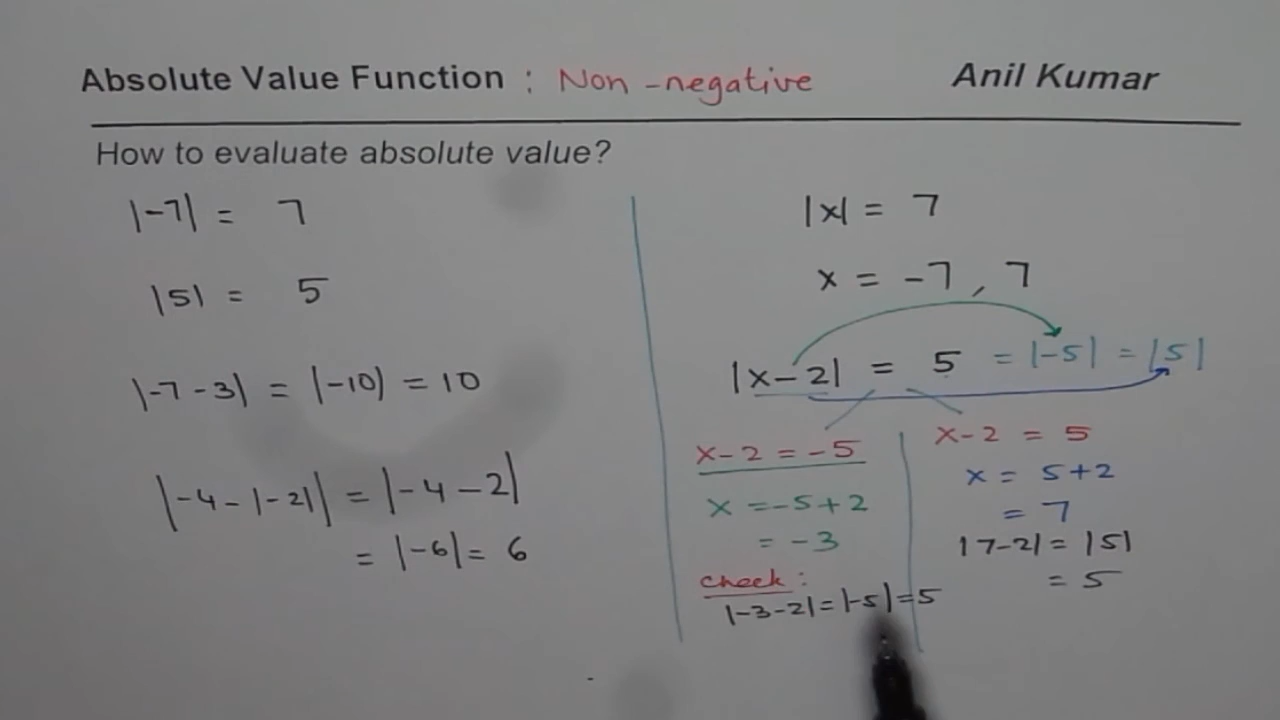 Absolute Value Function : Non-negative Anil Kumar
How to evaluate absolute value?
|-7| = 7
|5| = 5
|-7-3| = |-10| = 10
|-4-|-2|| = |-4-2|
= |-6| = 6
|x| = 7
x = -7, 7
|x-2| = 5 = |-5| = |5|
x-2 = -5
x = -5+2
= -3
check:
|-3-2| = |-5| = 5
x-2 = 5
x = 5+2
= 7
|7-2| = |5|
= 5